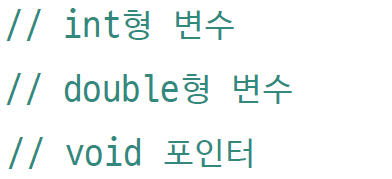 // int형 변수
// double형 변수
// void 포인터